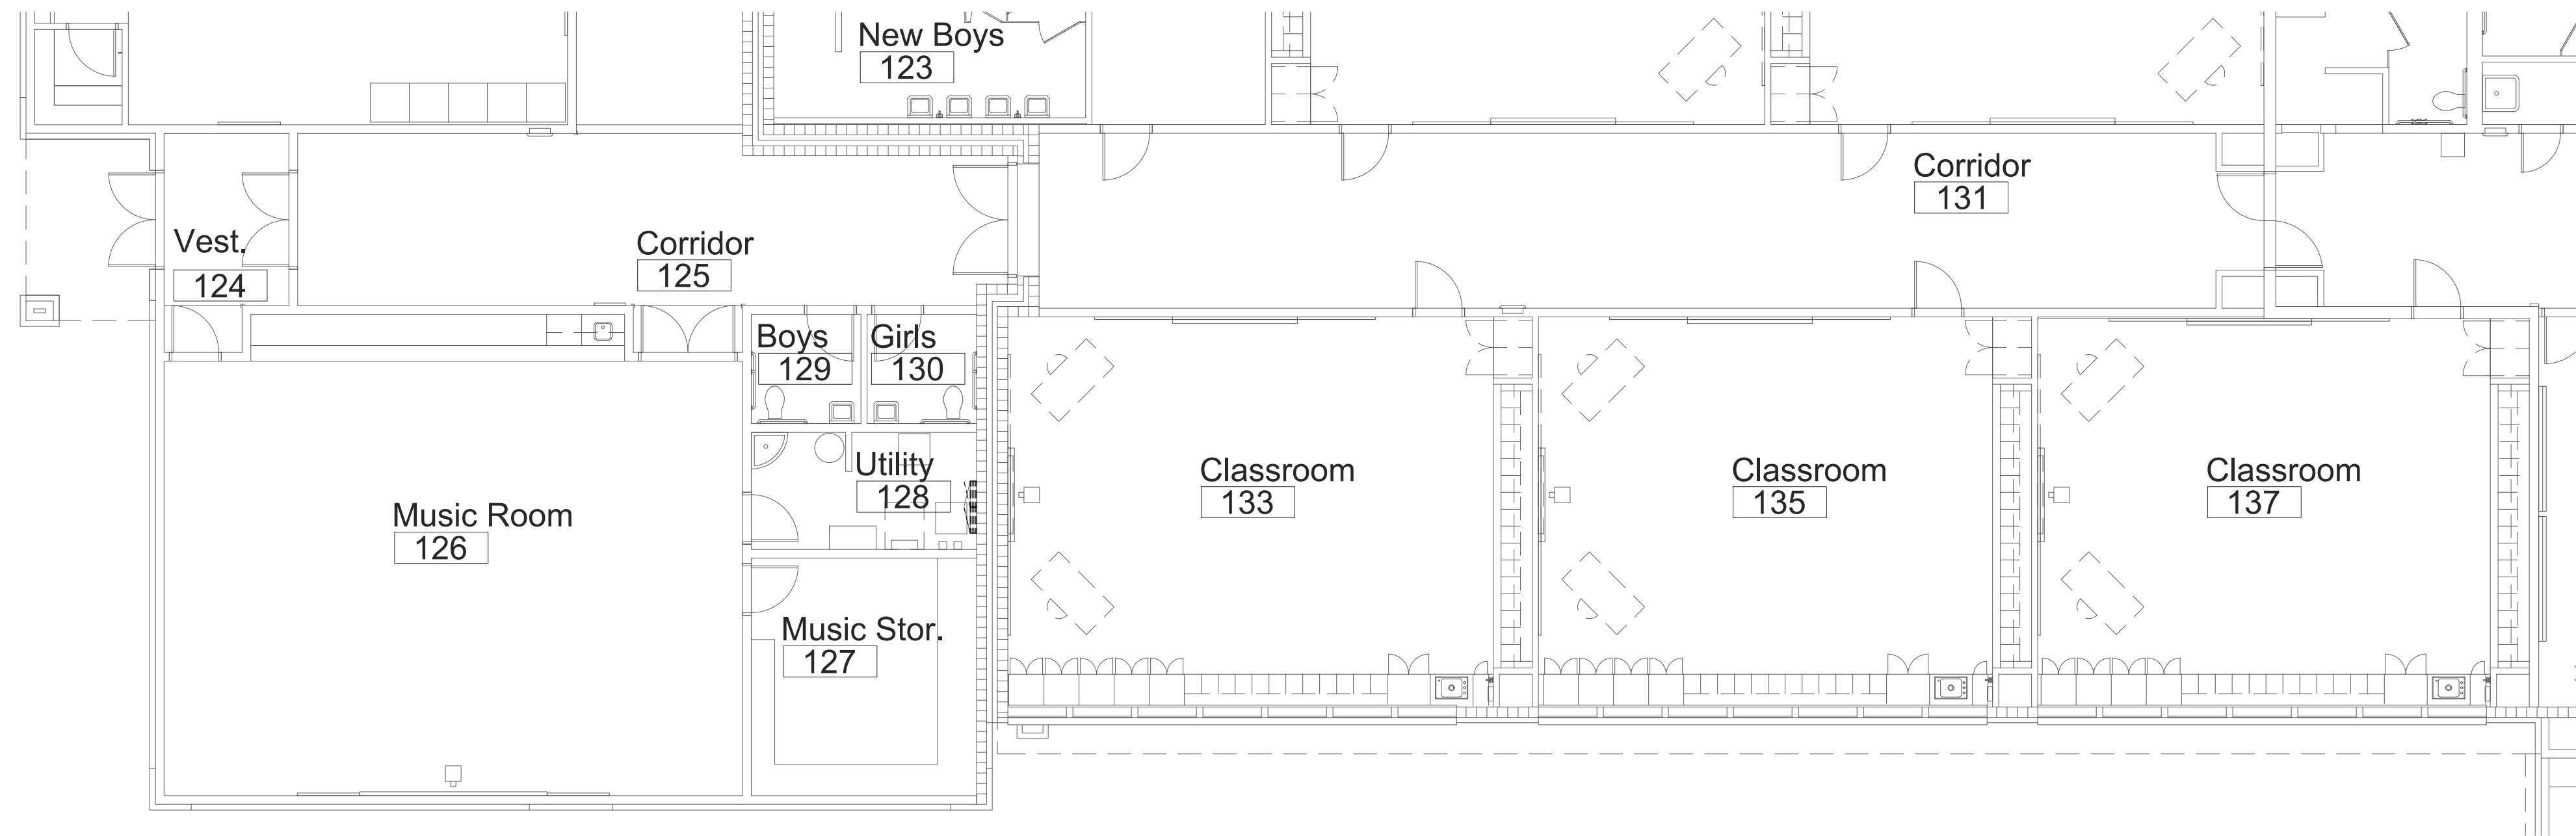 New Boys
123
Corridor
131
Vest.
124
Corridor
125
Boys
129
Girls
130
Utility
128
Classroom
133
Classroom
135
Classroom
137
Music Room
126
Music Stor.
127